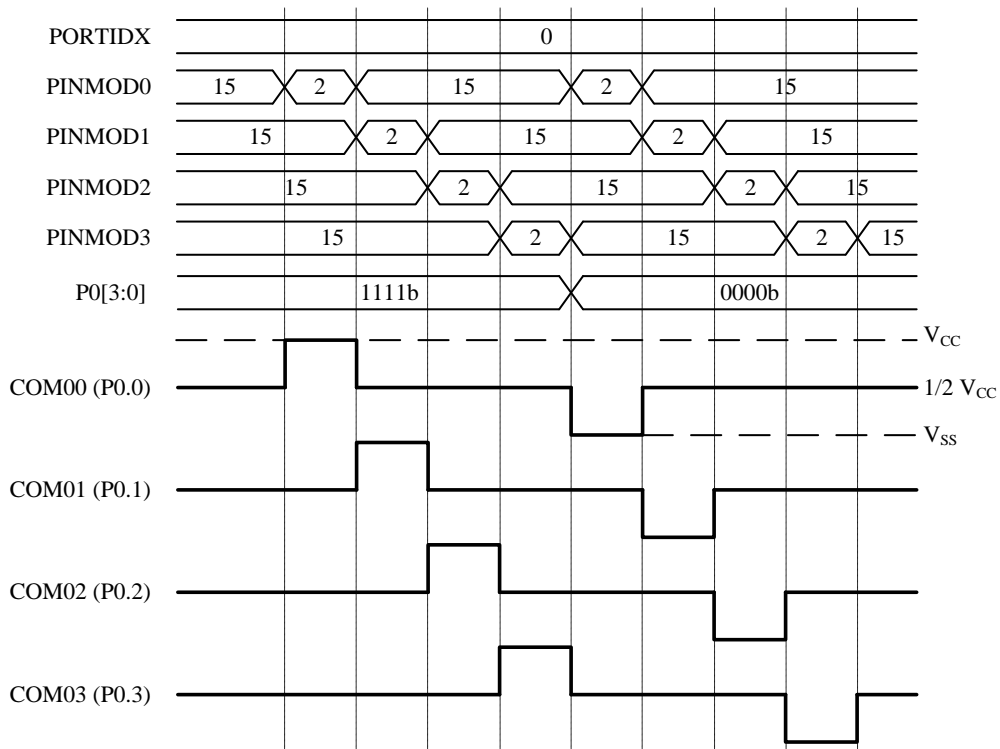 PORTIDX 0
PINMOD0 15 2 15 2 15
PINMOD1 15 2 15 2 15
PINMOD2 15 2 15 2 15
PINMOD3 15 2 15 2 15
P0[3:0] 1111b 0000b
VCC
COM00 (P0.0) 1/2 VCC
VSS
COM01 (P0.1)
COM02 (P0.2)
COM03 (P0.3)